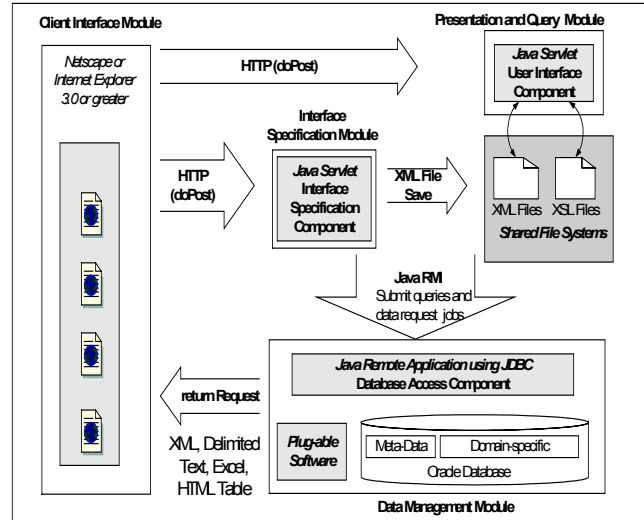 Client Interface Module
Netscape or
Internet Explorer
3.0 or greater
HTTP (doPost)
Presentation and Query Module
Java Servlet
User Interface
Component
HTTP
(doPost)
Interface
Specification Module
Java Servlet
Interface
Specification
Component
XML File
Save
XML Files
XSL Files
Shared File Systems
Java RMI
Submit queries and
data request jobs
return Request
XML, Delimited
Text, Excel,
HTML Table
Java Remote Application using JDBC
Database Access Component
Plug-able
Software
Meta-Data
Domain-specific
Oracle Database
Data Management Module